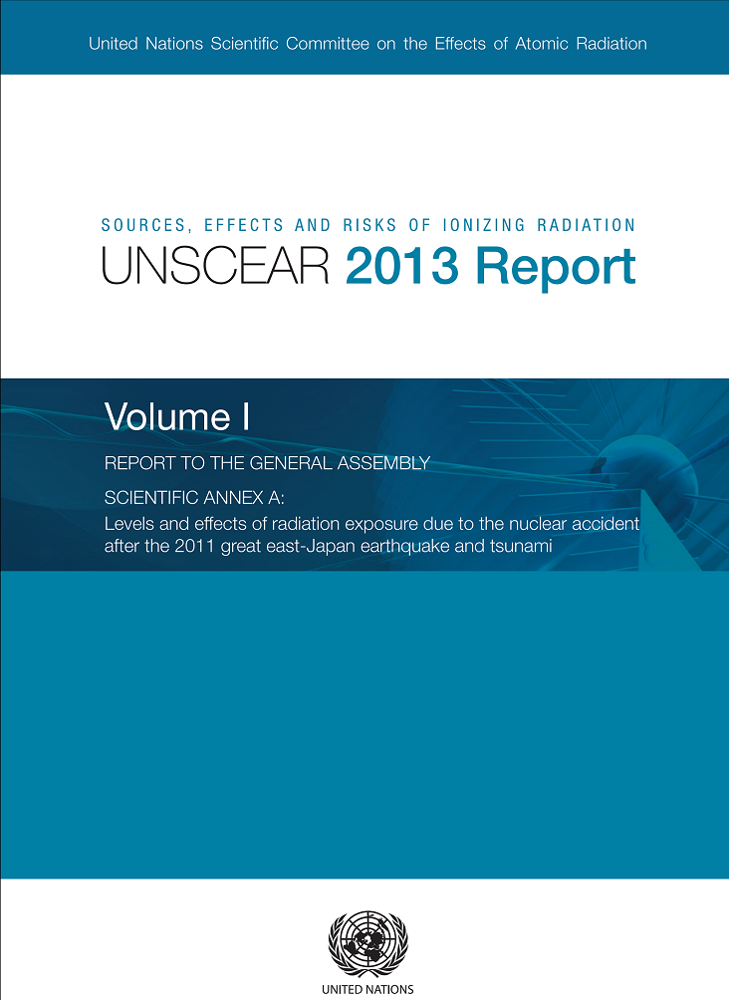 United Nations Scientific Committee on the Effects of Atomic Radiation
SOURCES, EFFECTS AND RISKS OF IONIZING RADIATION
UNSCEAR 2013 Report
Volume I
REPORT TO THE GENERAL ASSEMBLY
SCIENTIFIC ANNEX A:
Levels and effects of radiation exposure due to the nuclear accident
after the 2011 great east-Japan earthquake and tsunami
UNITED NATIONS